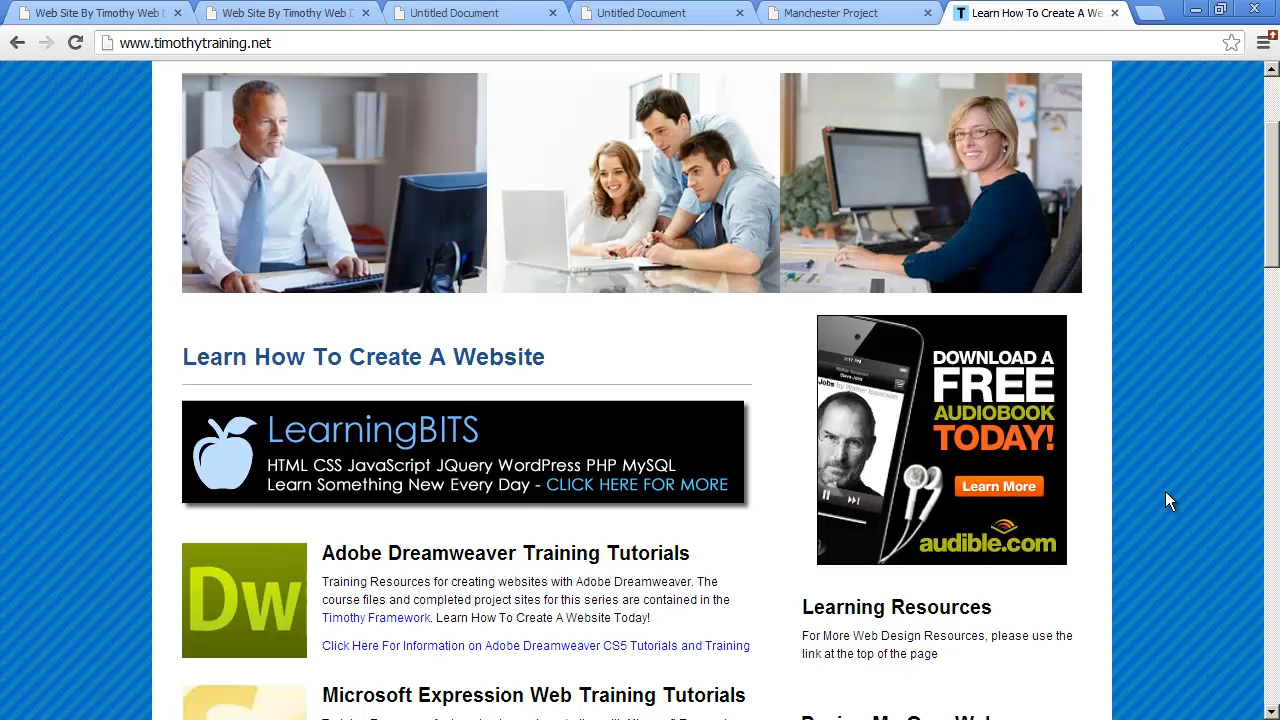 Web Site By Timothy Web D
Web Site By Timothy Web D
Untitled Document
Untitled Document
Manchester Project
T
Learn How To Create A We
www.timothytraining.net
Learn How To Create A Website
LearningBITS
HTML CSS JavaScript JQuery WordPress PHP MySQL
Learn Something New Every Day - CLICK HERE FOR MORE
Dw
Adobe Dreamweaver Training Tutorials
Training Resources for creating websites with Adobe Dreamweaver. The
course files and completed project sites for this series are contained in the
Timothy Framework. Learn How To Create A Website Today!
Click Here For Information on Adobe Dreamweaver CS5 Tutorials and Training
Microsoft Expression Web Training Tutorials
Jobs by Walter Isaacson
DOWNLOAD A
FREE
AUDIOBOOK
TODAY!
Learn More
audible.com
Learning Resources
For More Web Design Resources, please use the
link at the top of the page